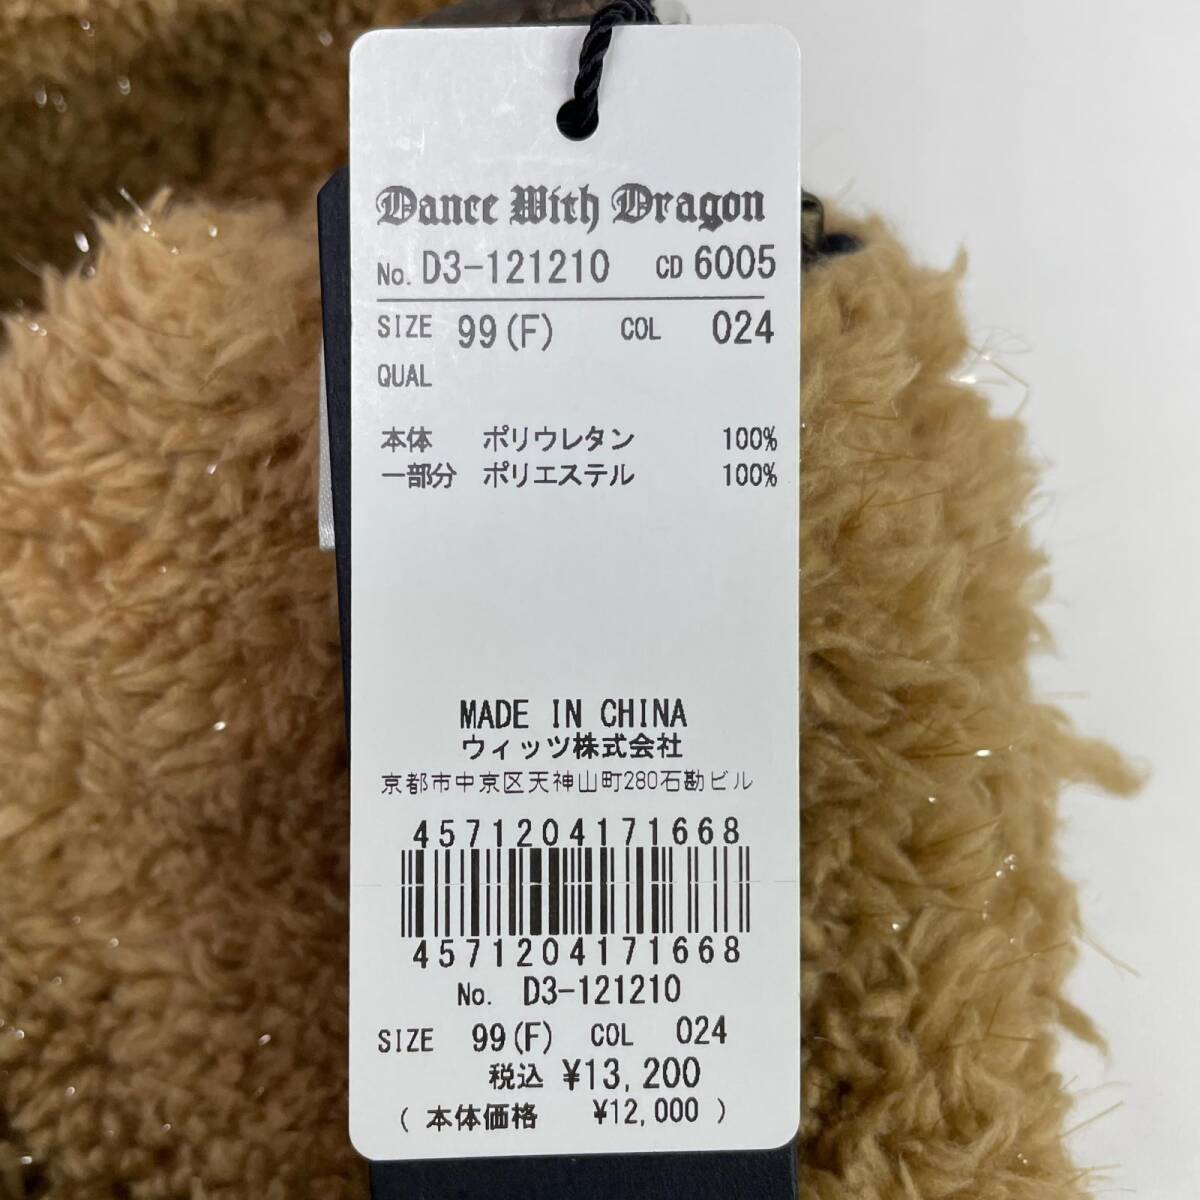 Dance With Dragon
No. D3-121210 CD 6005
SIZE 99(F) COL 024
QUAL
本体 ポリウレタン 100%
一部分 ポリエステル 100%
MADE IN CHINA
ウィッツ株式会社
京都市中京区天神山町280石勘ビル
4571204171668
4571204171668
No. D3-121210
SIZE 99(F) COL 024
税込 ¥13,200
( 本体価格 ¥12,000 )